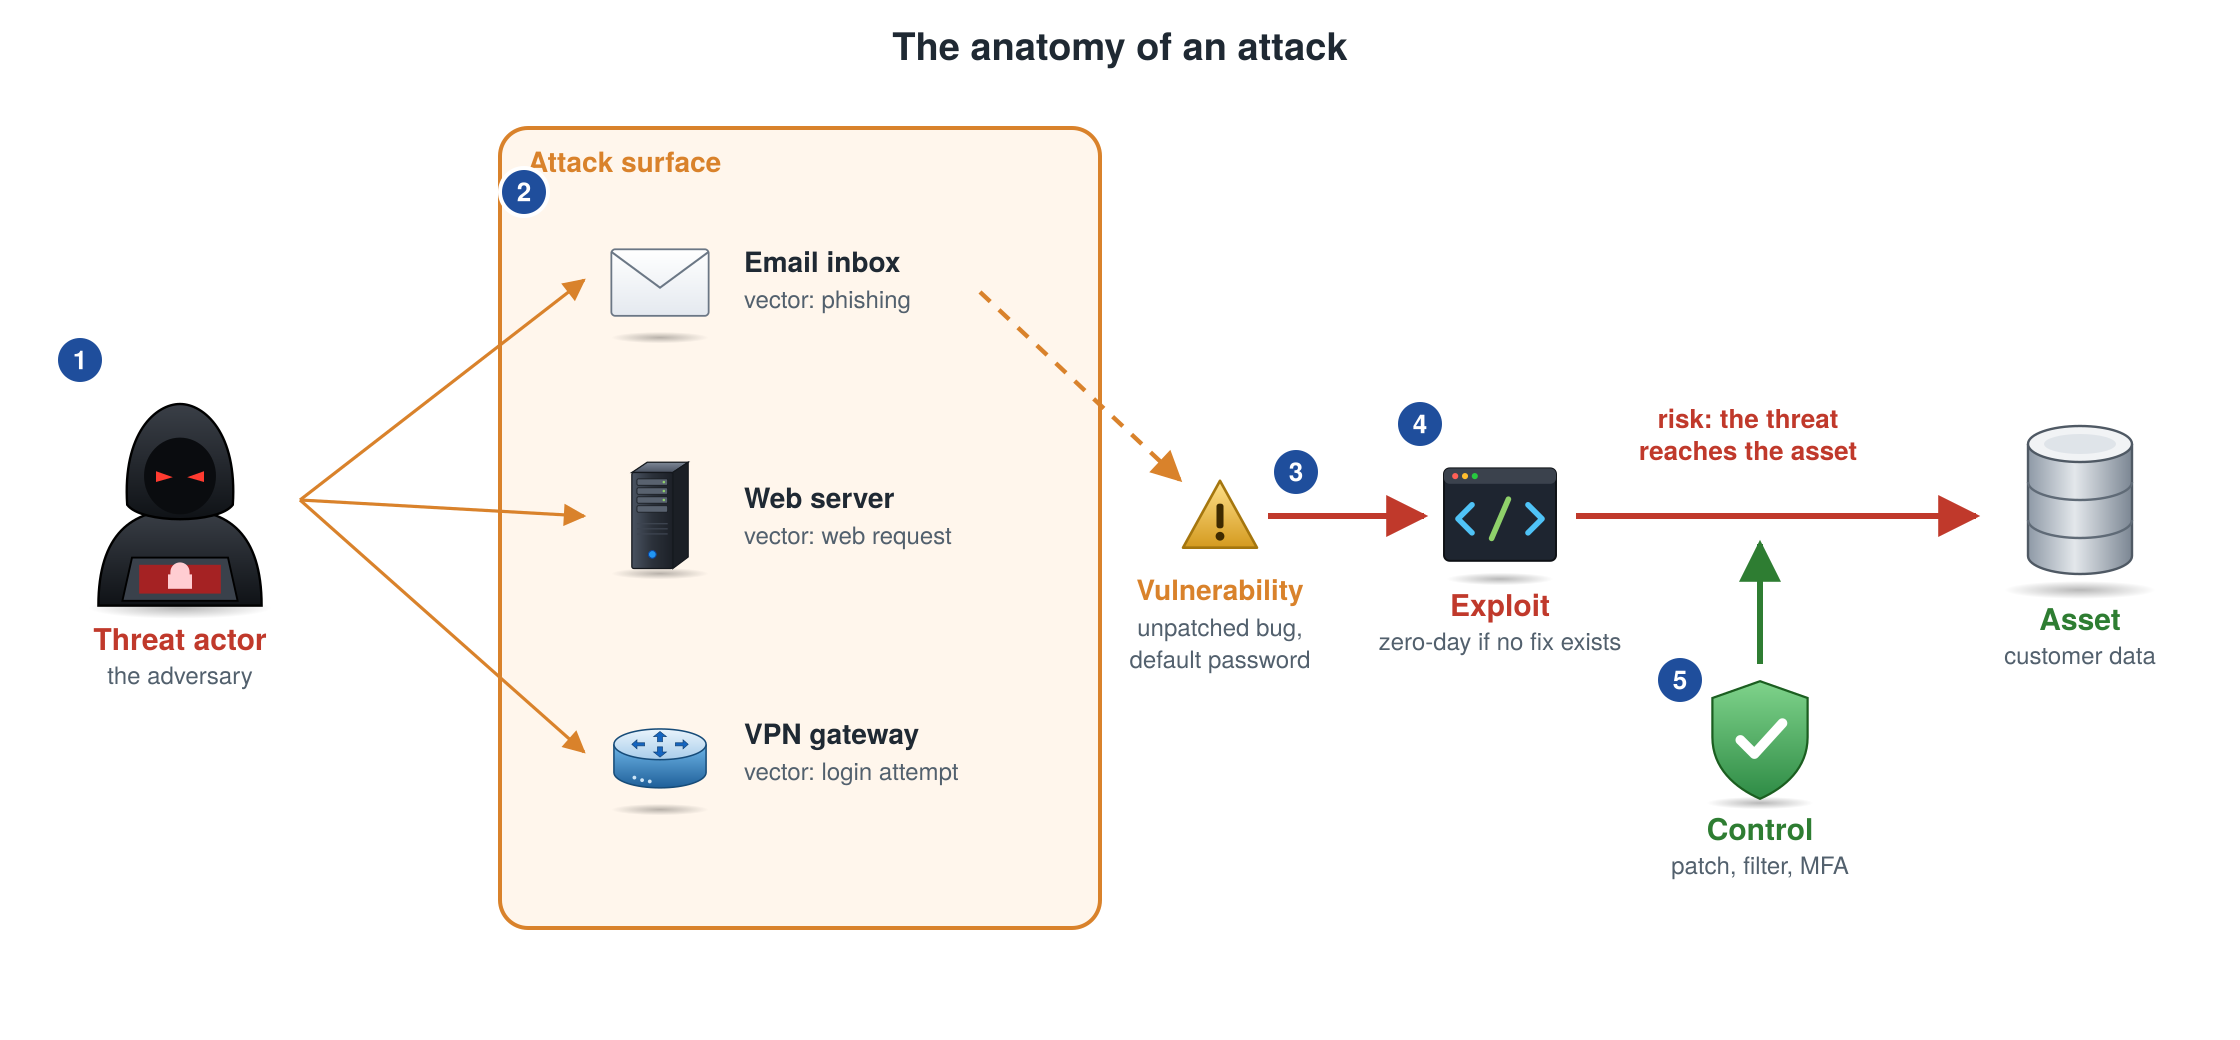 The anatomy of an attack
Attack surface
2
Email inbox
vector: phishing
1
Web server
vector: web request
VPN gateway
vector: login attempt
Threat actor
the adversary
3
Vulnerability
unpatched bug,
default password
4
Exploit
zero-day if no fix exists
risk: the threat
reaches the asset
Asset
customer data
5
Control
patch, filter, MFA